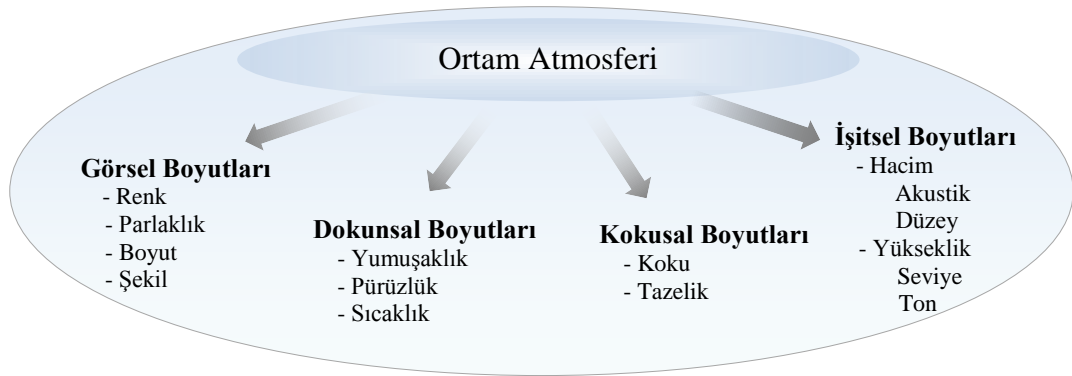 Ortam Atmosferi
Görsel Boyutları
- Renk
- Parlaklık
- Boyut
- Şekil
Dokunsal Boyutları
- Yumuşaklık
- Pürüzlük
- Sıcaklık
Kokusal Boyutları
- Koku
- Tazelik
İşitsel Boyutları
- Hacim
Akustik
Düzey
- Yükseklik
Seviye
Ton